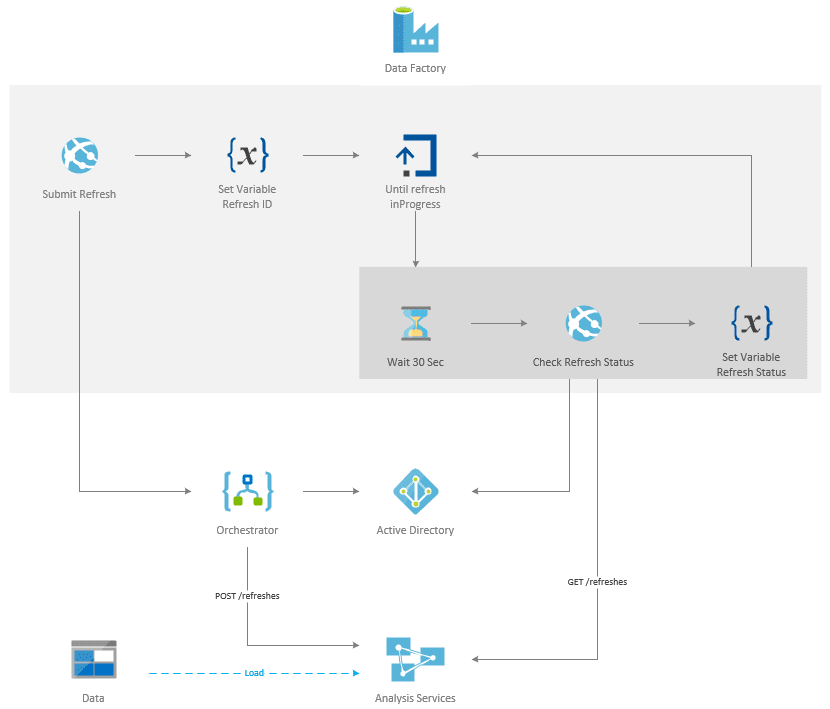 Data Factory
Submit Refresh
Set Variable
Refresh ID
Until refresh
inProgress
Wait 30 Sec
Check Refresh Status
Set Variable
Refresh Status
Orchestrator
Active Directory
POST /refreshes
GET /refreshes
Load
Data
Analysis Services